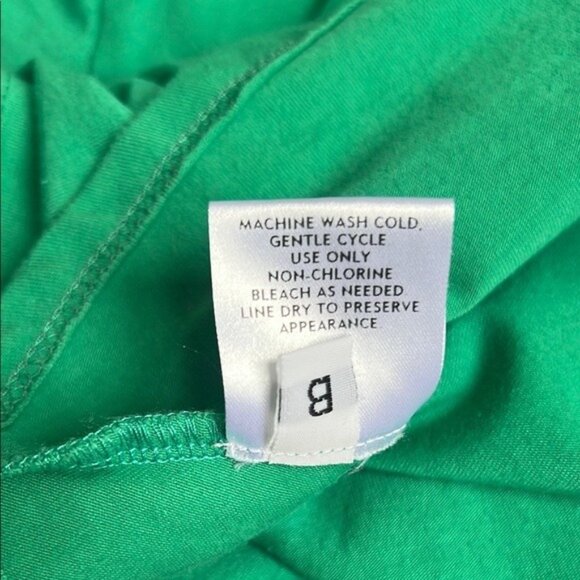 MACHINE WASH COLD,
GENTLE CYCLE
USE ONLY
NON-CHLORINE
BLEACH AS NEEDED
LINE DRY TO PRESERVE
APPEARANCE
B